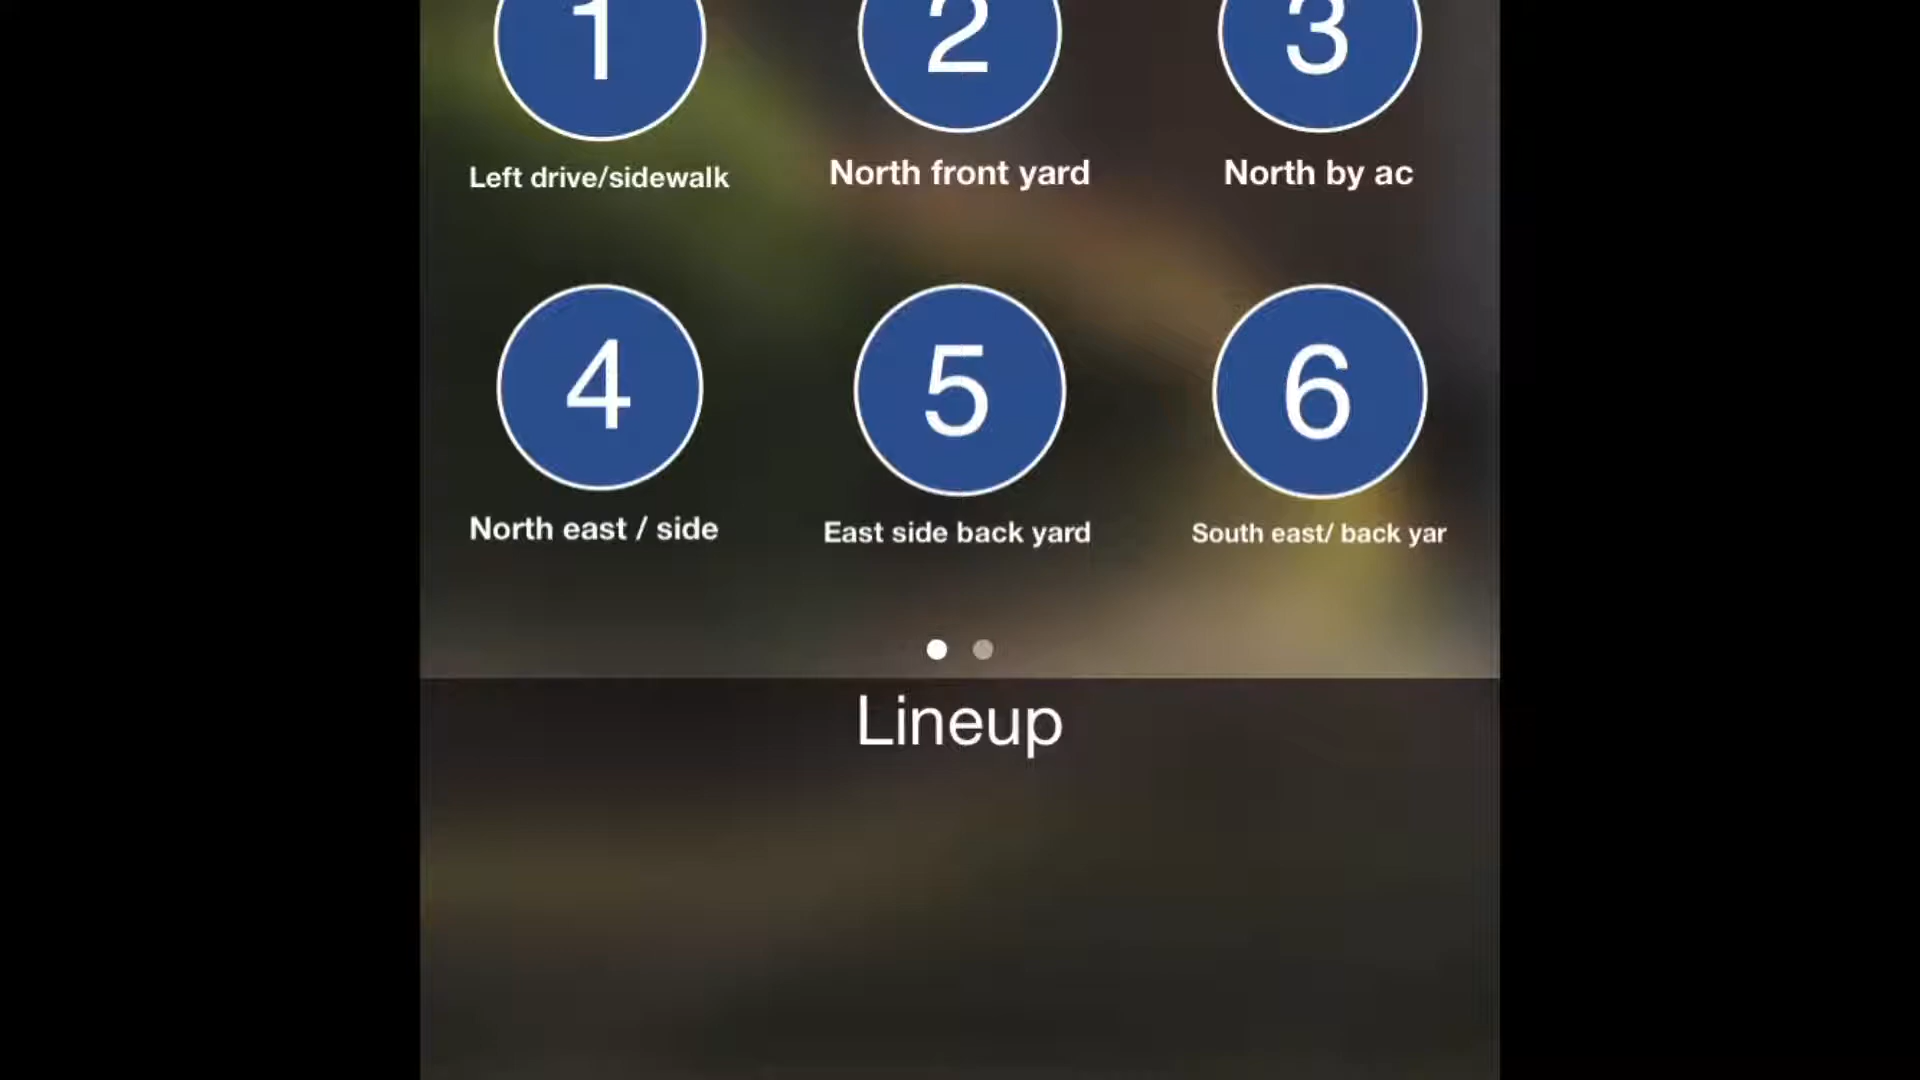 1
2
3
Left drive/sidewalk
North front yard
North by ac
4
5
6
North east / side
East side back yard
South east/ back yar
Lineup